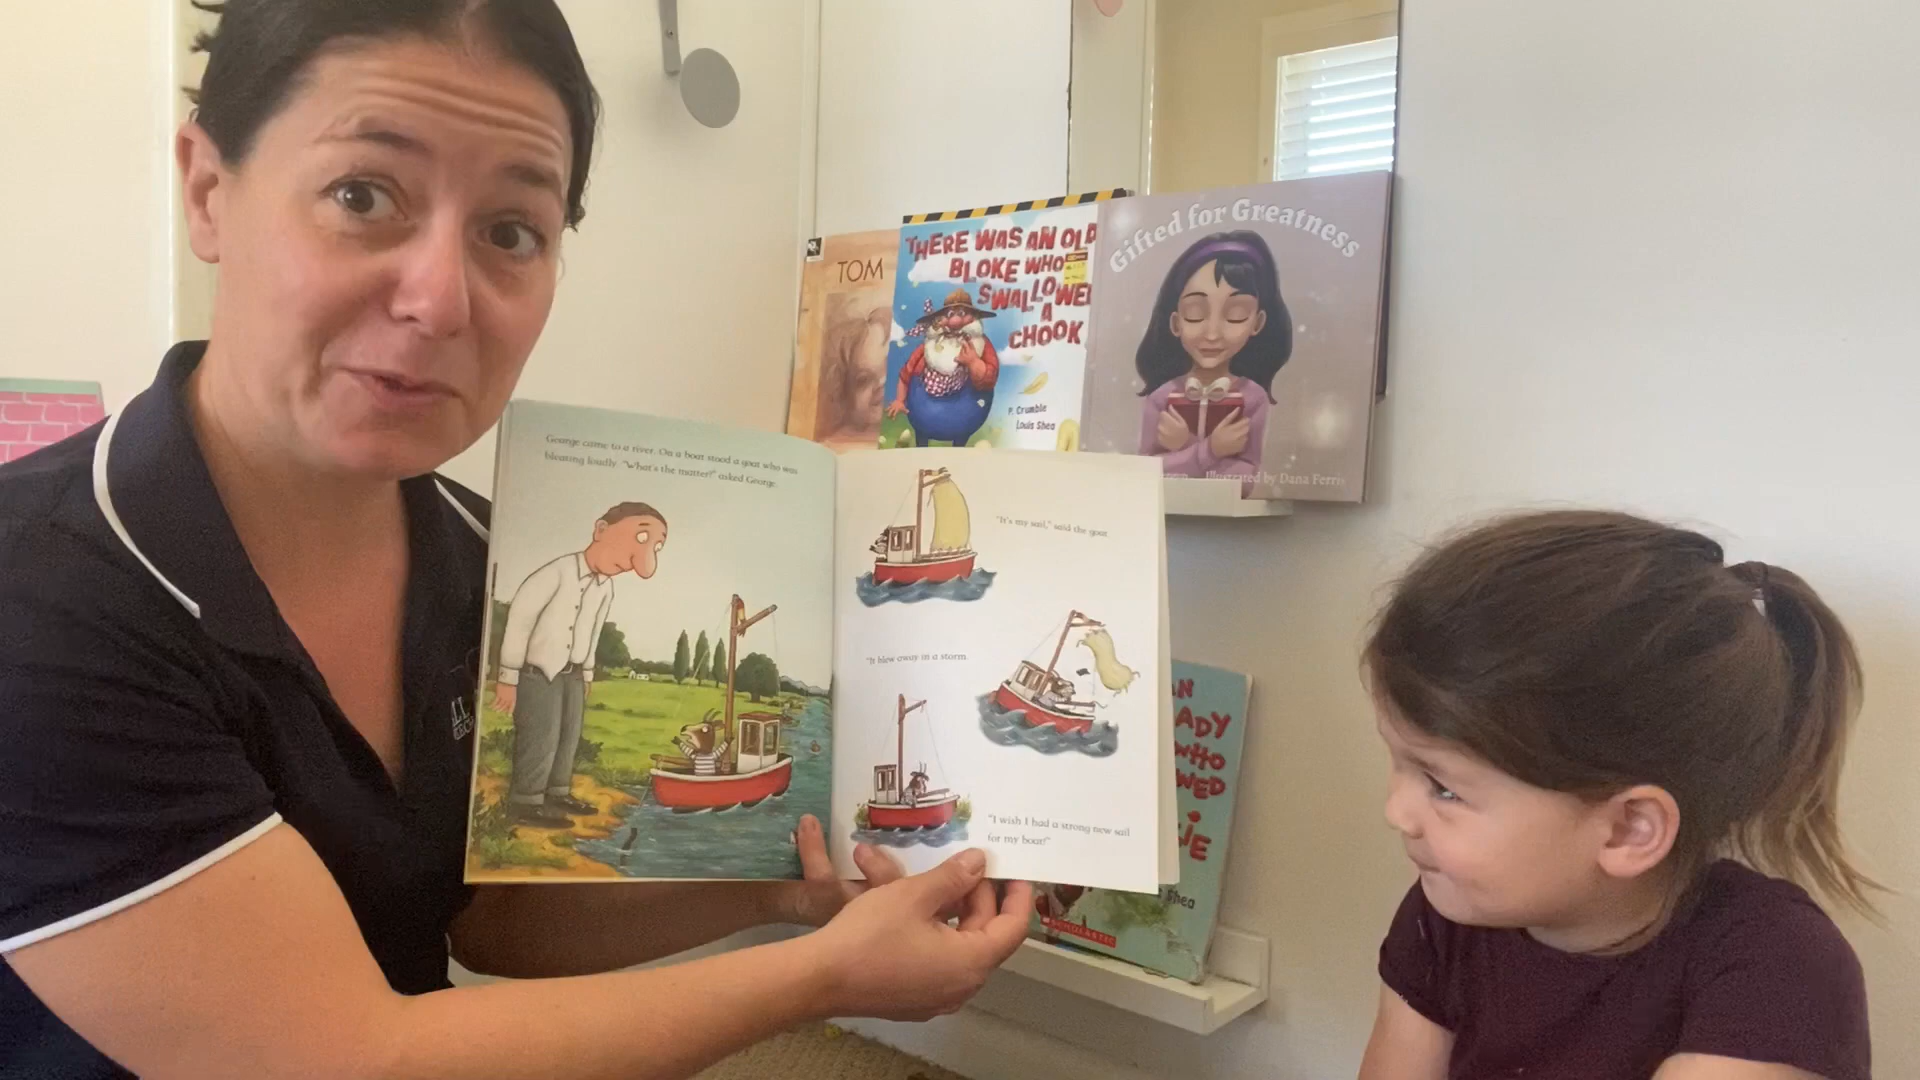 TOM
THERE WAS AN OLD
BLOKE WHO
SWALLOWED
A
CHOOK
P. Crumble
Louis Shea
Gifted for Greatness
Illustrated by Dana Ferris
George came to a river. On a boat stood a goat who was
bleating loudly. "What's the matter?" asked George.
"It's my sail," said the goat.
"It blew away in a storm.
"I wish I had a strong new sail
for my boat!"
AN
ADY
WHO
WED
IE
Shea
SCHOLASTIC